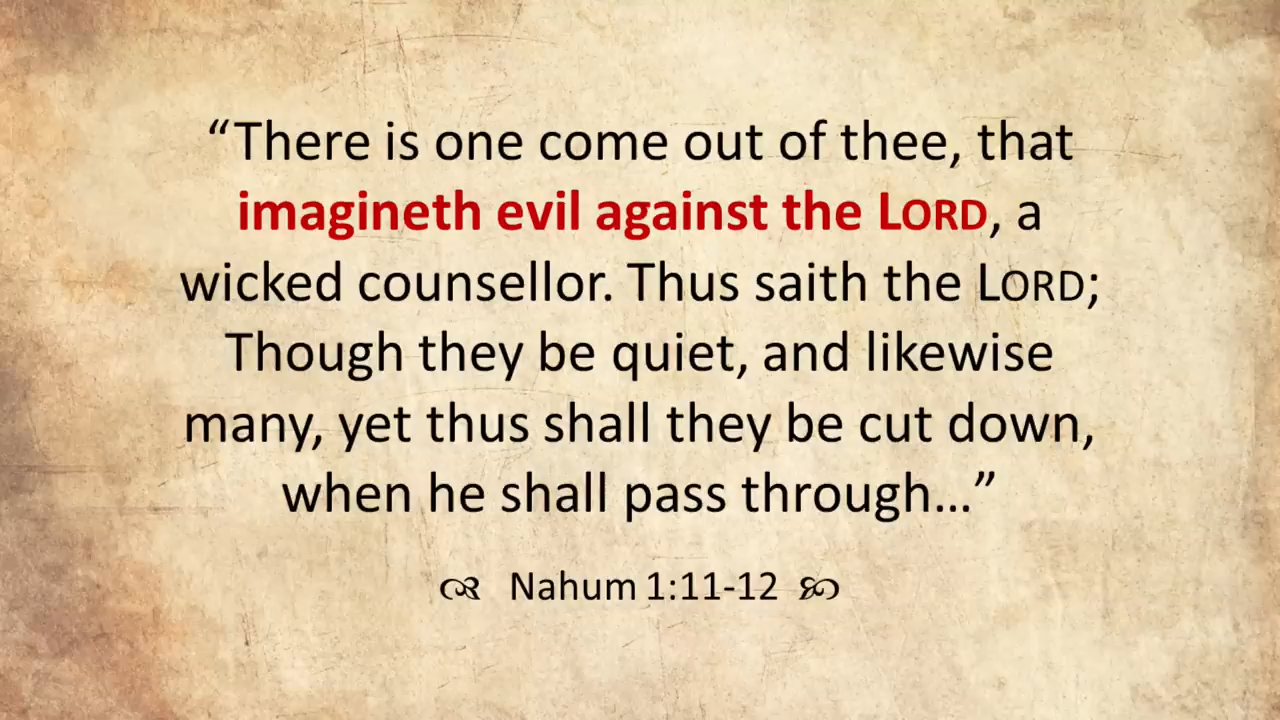 “There is one come out of thee, that
imagineth evil against the LORD, a
wicked counsellor. Thus saith the LORD;
Though they be quiet, and likewise
many, yet thus shall they be cut down,
when he shall pass through…”
Nahum 1:11-12